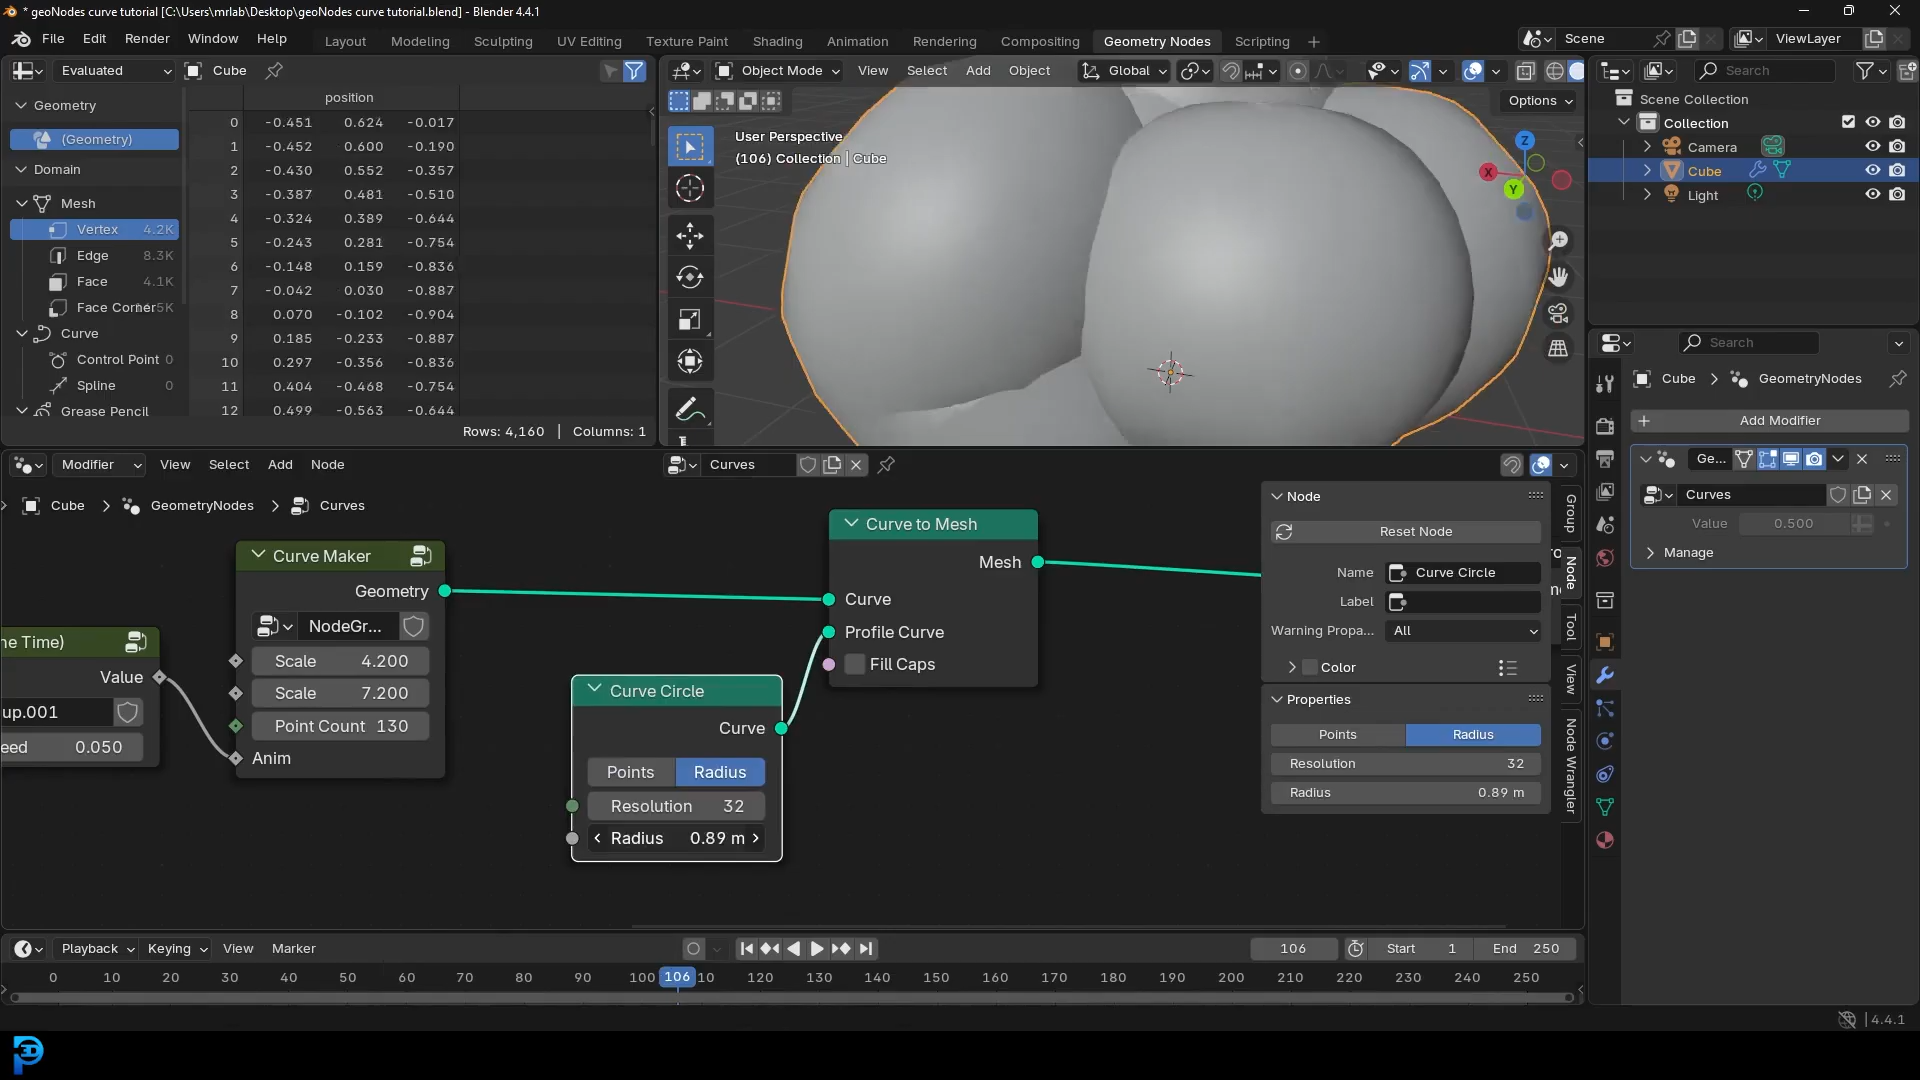 * geoNodes curve tutorial [C:\Users\mrlab\Desktop\geoNodes curve tutorial.blend] - Blender 4.4.1
File Edit Render Window Help Layout Modeling Sculpting UV Editing Texture Paint Shading Animation Rendering Compositing Geometry Nodes Scripting Scene ViewLayer
Evaluated Cube
Object Mode View Select Add Object Global
Search
Geometry
(Geometry)
Domain
Mesh
Vertex 4.2K
Edge 8.3K
Face 4.1K
Face Corner
Curve
Control Point 0
Spline 0
Grease Pencil
position
0 -0.451 0.624 -0.017
1 -0.452 0.600 -0.190
2 -0.430 0.552 -0.357
3 -0.387 0.481 -0.510
4 -0.324 0.389 -0.644
5 -0.243 0.281 -0.754
6 -0.148 0.159 -0.836
7 -0.042 0.030 -0.887
8 0.070 -0.102 -0.904
9 0.185 -0.233 -0.887
10 0.297 -0.356 -0.836
11 0.404 -0.468 -0.754
12 0.499 -0.563 -0.644
Rows: 4,160 | Columns: 1
Options
User Perspective
(106) Collection | Cube
Z
X
Y
Scene Collection
Collection
Camera
Cube
Light
Search
Cube GeometryNodes
Add Modifier
Ge...
Curves
Value 0.500
Manage
Modifier View Select Add Node Curves
Cube GeometryNodes Curves
ne Time)
Value
up.001
eed 0.050
Curve Maker
Geometry
NodeGr...
Scale 4.200
Scale 7.200
Point Count 130
Anim
Curve Circle
Curve
Points Radius
Resolution 32
Radius 0.89 m
Curve to Mesh
Mesh
Curve
Profile Curve
Fill Caps
Node
Reset Node
Name Curve Circle
Label
Warning Propa... All
Color
Properties
Points Radius
Resolution 32
Radius 0.89 m
Group
Node
Tool
View
Node Wrangler
Playback Keying View Marker 106 Start 1 End 250
0 10 20 30 40 50 60 70 80 90 100 106 10 120 130 140 150 160 170 180 190 200 210 220 230 240 250
4.4.1
3D